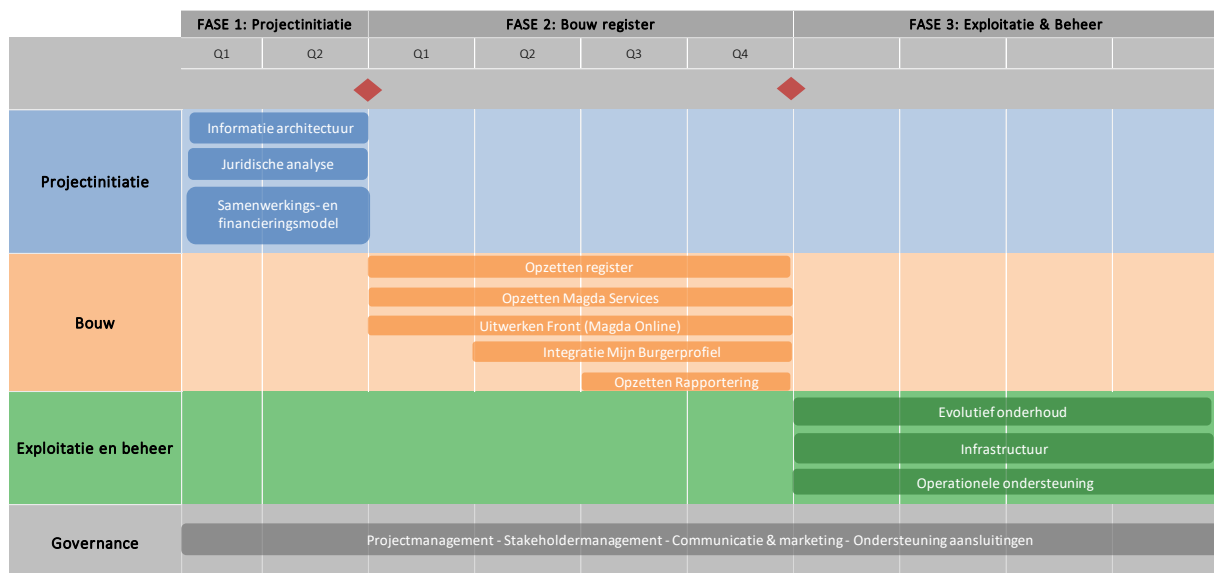 FASE 1: Projectinitiatie
FASE 2: Bouw register
FASE 3: Exploitatie & Beheer
Q1
Q2
Q1
Q2
Q3
Q4
Projectinitiatie
Informatie architectuur
Juridische analyse
Samenwerkings- en
financieringsmodel
Bouw
Opzetten register
Opzetten Magda Services
Uitwerken Front (Magda Online)
Integratie Mijn Burgerprofiel
Opzetten Rapportering
Exploitatie en beheer
Evolutief onderhoud
Infrastructuur
Operationele ondersteuning
Governance
Projectmanagement - Stakeholdermanagement - Communicatie & marketing - Ondersteuning aansluitingen